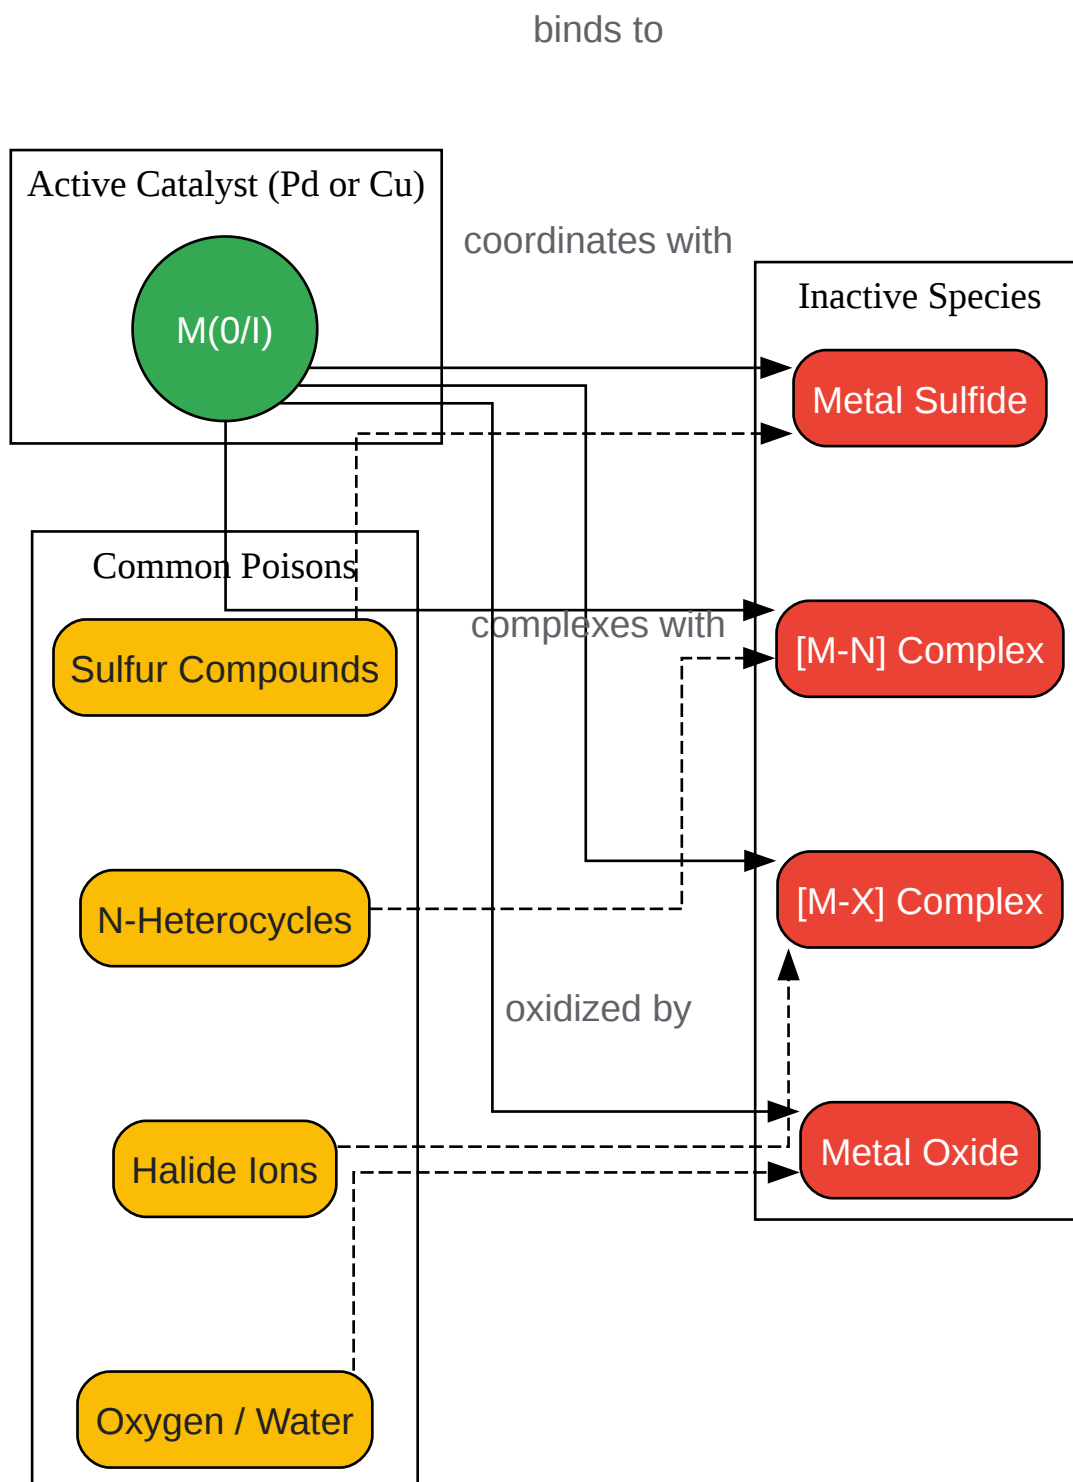 binds to
Active Catalyst (Pd or Cu)
M(0/I)
coordinates with
Inactive Species
Metal Sulfide
Common Poisons
Sulfur Compounds
complexes with
[M-N] Complex
N-Heterocycles
[M-X] Complex
oxidized by
Halide Ions
Metal Oxide
Oxygen / Water